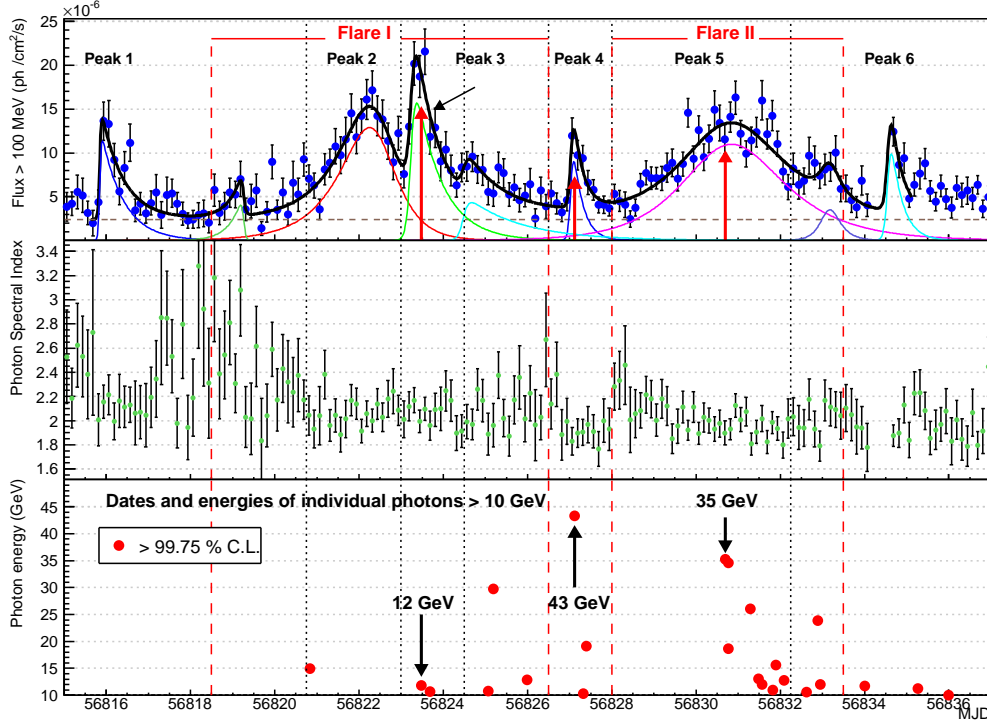 ×10⁻⁶
Flare I
Flare II
Peak 1
Peak 2
Peak 3
Peak 4
Peak 5
Peak 6
Flux > 100 MeV (ph /cm²/s)
25
20
15
10
5
Photon Spectral Index
3.4
3.2
3
2.8
2.6
2.4
2.2
2
1.8
1.6
Photon energy (GeV)
45
40
35
30
25
20
15
10
Dates and energies of individual photons > 10 GeV
> 99.75 % C.L.
35 GeV
12 GeV
43 GeV
56816
56818
56820
56822
56824
56826
56828
56830
56832
56834
56836
MJD